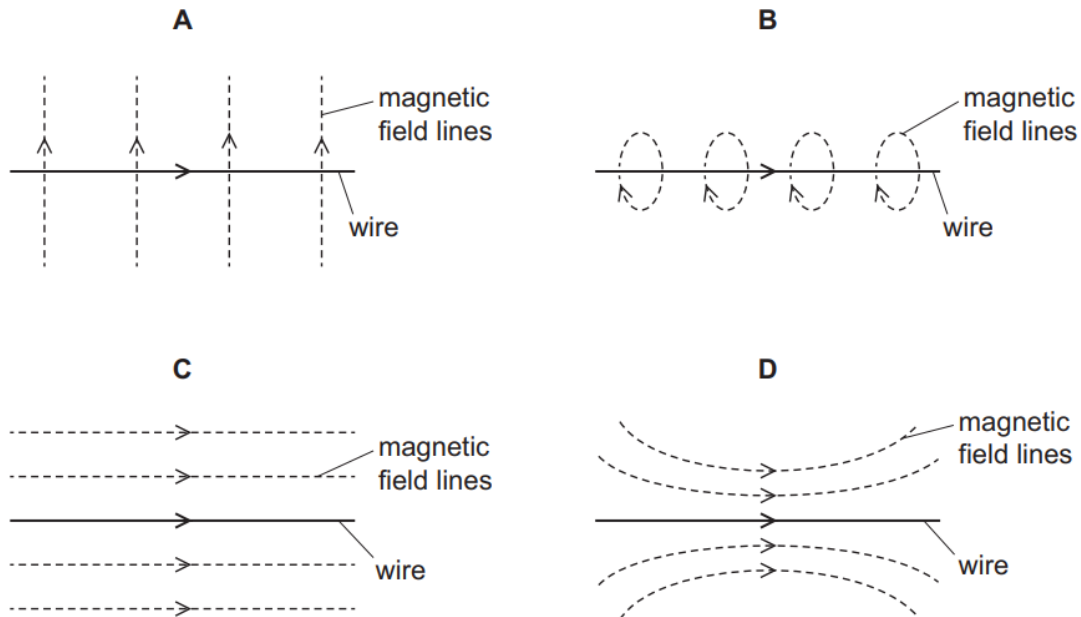 A
magnetic
field lines
wire
B
magnetic
field lines
wire
C
magnetic
field lines
wire
D
magnetic
field lines
wire